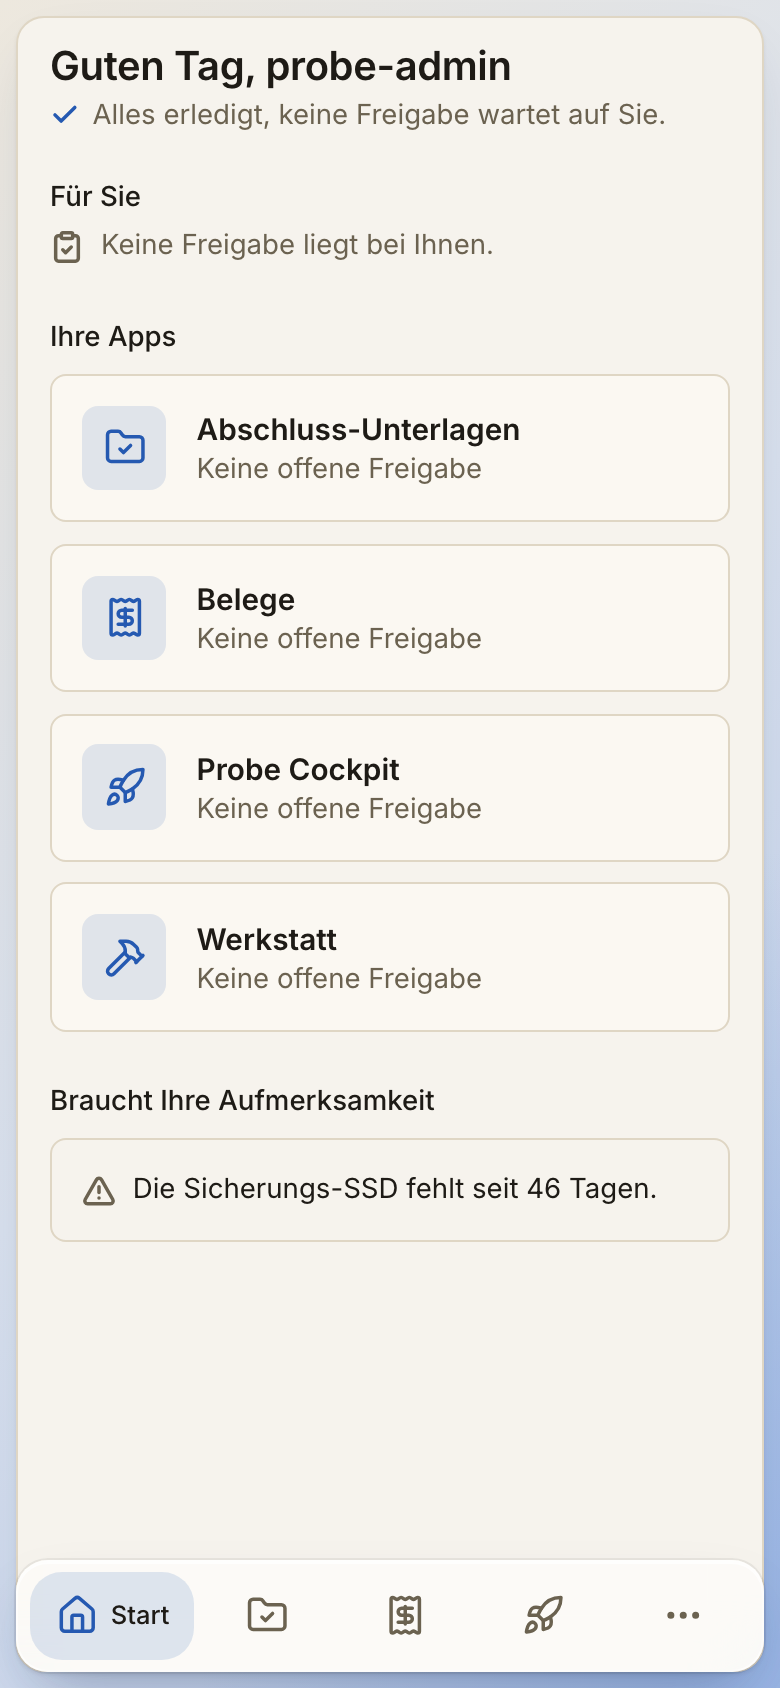 Guten Tag, probe-admin
Alles erledigt, keine Freigabe wartet auf Sie.
Für Sie
Keine Freigabe liegt bei Ihnen.
Ihre Apps
Abschluss-Unterlagen
Keine offene Freigabe
Belege
Keine offene Freigabe
Probe Cockpit
Keine offene Freigabe
Werkstatt
Keine offene Freigabe
Braucht Ihre Aufmerksamkeit
Die Sicherungs-SSD fehlt seit 46 Tagen.
Start